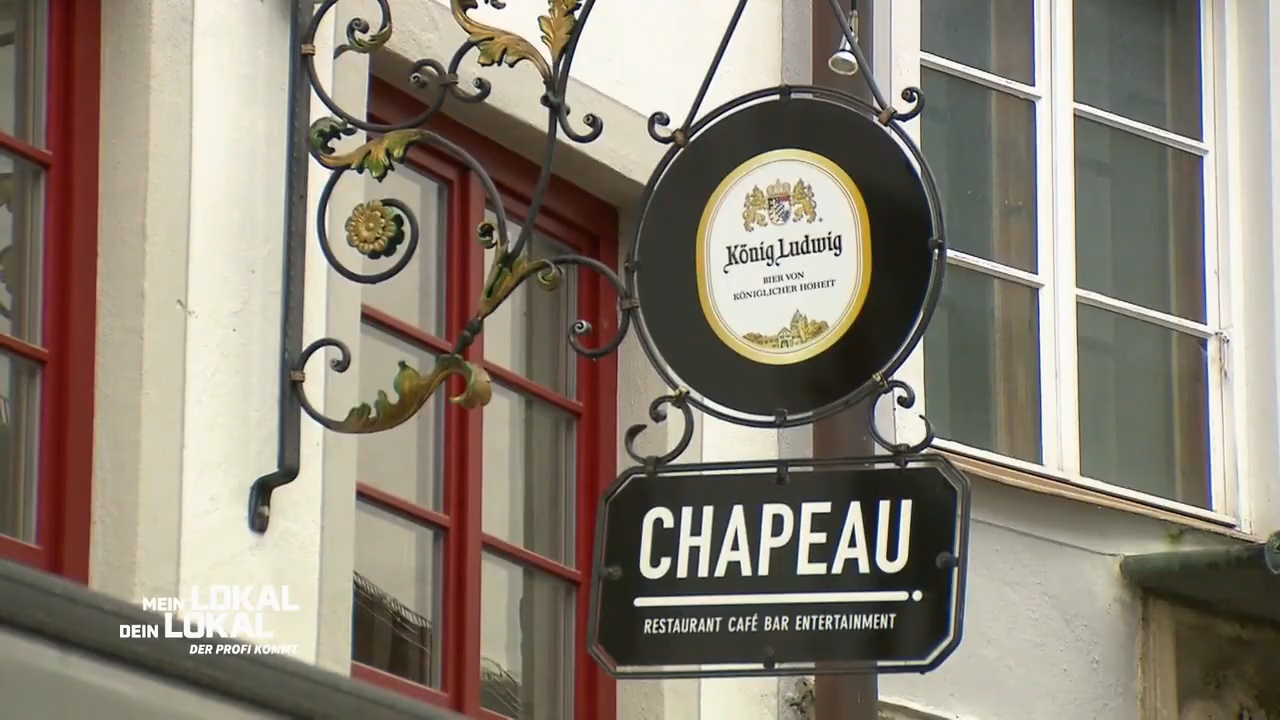 König Ludwig
BIER VON
KÖNIGLICHER HOHEIT
CHAPEAU
RESTAURANT CAFÉ BAR ENTERTAINMENT
MEIN LOKAL
DEIN LOKAL
DER PROFI KOMMT